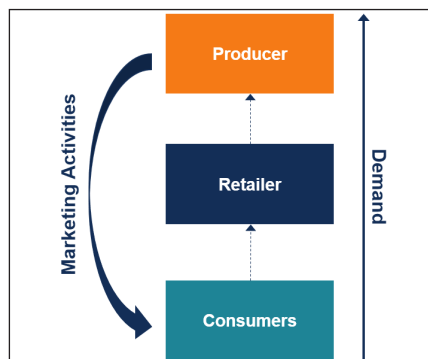 Producer
Marketing Activities
Retailer
Demand
Consumers